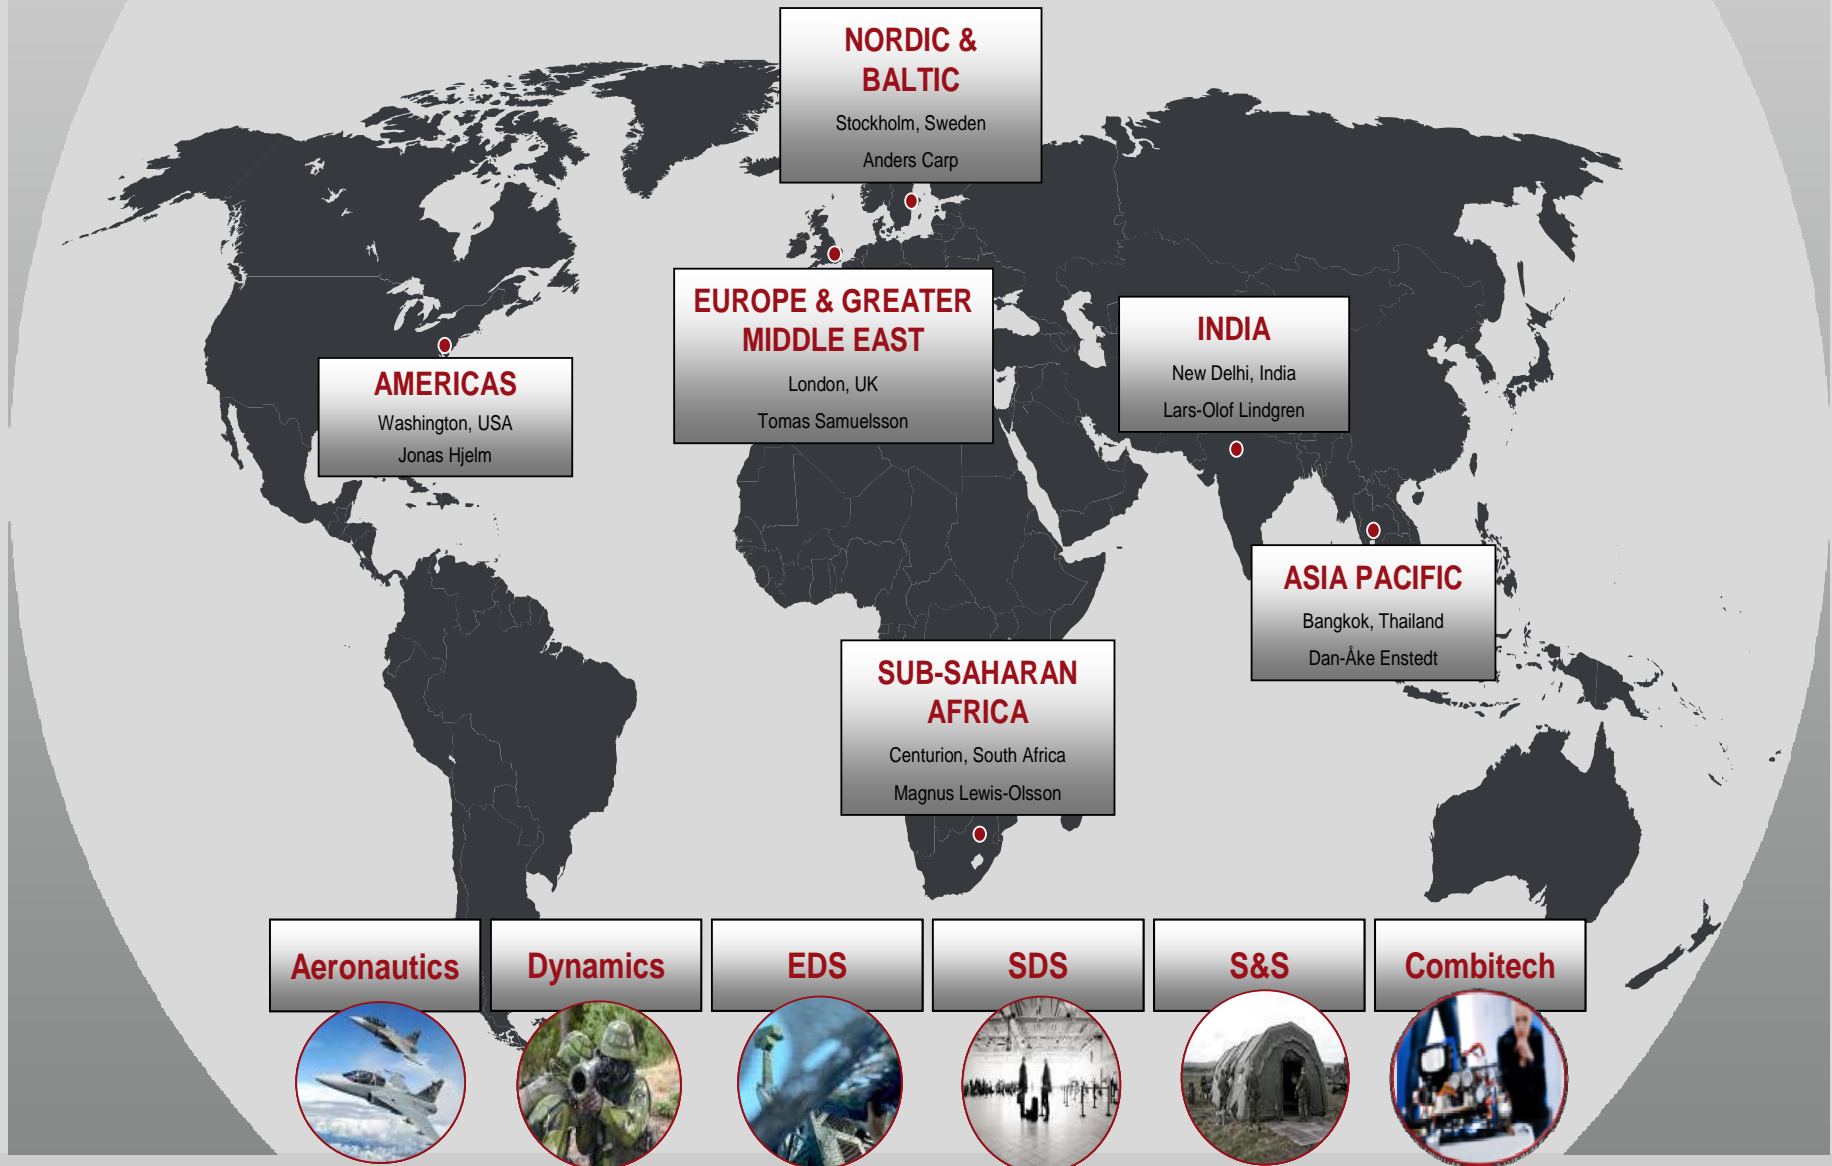 NORDIC &
BALTIC
Stockholm, Sweden
Anders Carp
EUROPE & GREATER
MIDDLE EAST
London, UK
Tomas Samuelsson
INDIA
New Delhi, India
Lars-Olof Lindgren
AMERICAS
Washington, USA
Jonas Hjelm
ASIA PACIFIC
Bangkok, Thailand
Dan-Åke Enstedt
SUB-SAHARAN
AFRICA
Centurion, South Africa
Magnus Lewis-Olsson
Aeronautics
Dynamics
EDS
SDS
S&S
Combitech